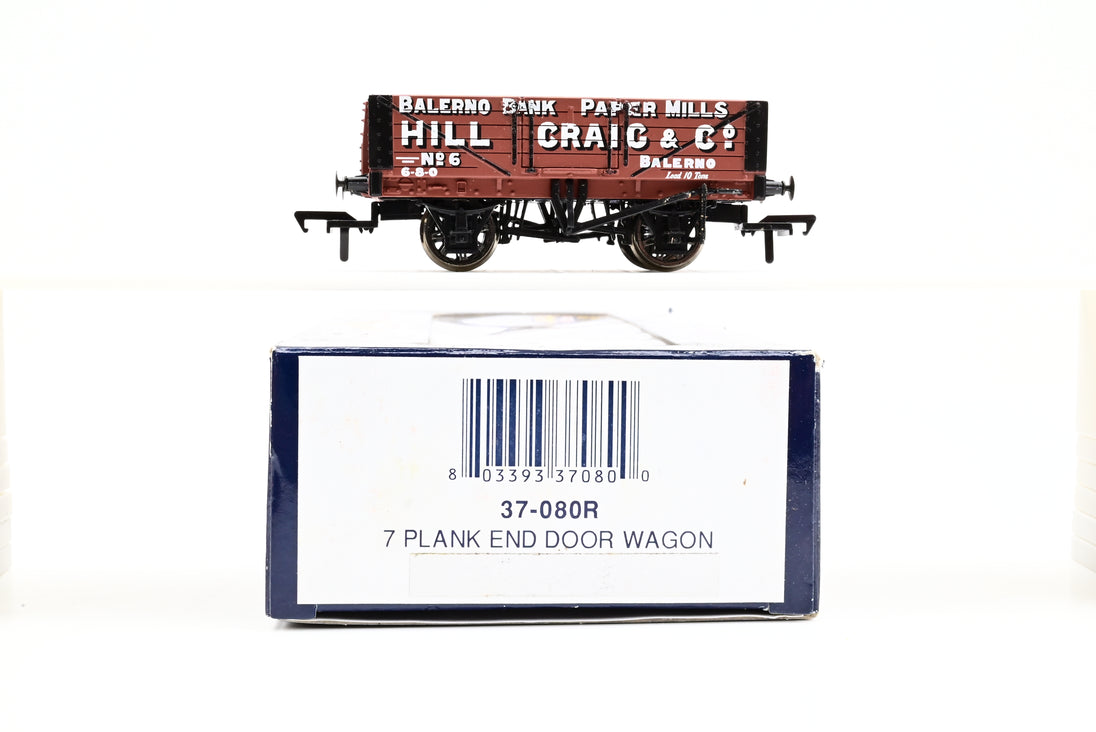 BALERNO BANK PAPER MILLS
HILL CRAIG & Co
No 6 BALERNO
6-8-0 Load 10 Tons
8 03393 37080 0
37-080R
7 PLANK END DOOR WAGON